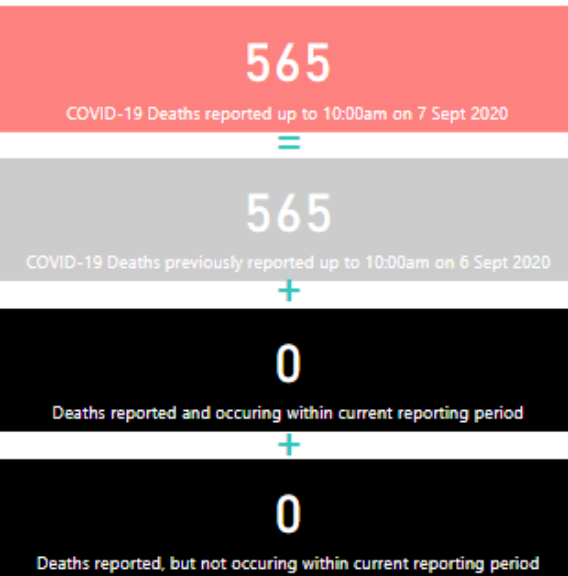 565
COVID-19 Deaths reported up to 10:00am on 7 Sept 2020
=
565
COVID-19 Deaths previously reported up to 10:00am on 6 Sept 2020
+
0
Deaths reported and occuring within current reporting period
+
0
Deaths reported, but not occuring within current reporting period